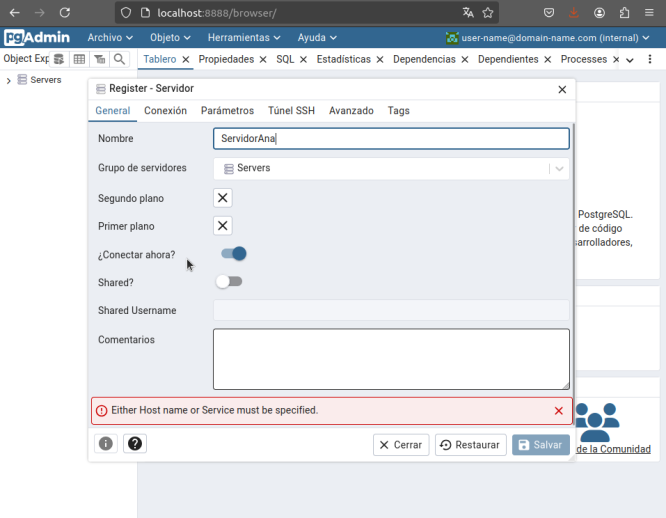 localhost:8888/browser/
pgAdmin Archivo Objeto Herramientas Ayuda user-name@domain-name.com (internal)
Object Exp Tablero Propiedades SQL Estadísticas Dependencias Dependientes Processes
Servers
Register - Servidor
General Conexión Parámetros Túnel SSH Avanzado Tags
Nombre ServidorAna
Grupo de servidores Servers
Segundo plano
Primer plano
¿Conectar ahora?
Shared?
Shared Username
Comentarios
Either Host name or Service must be specified.
Cerrar Restaurar Salvar
PostgreSQL.
de código
arrolladores,
de la Comunidad